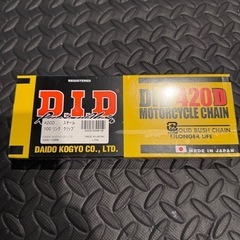 REGISTERED
D.I.D
420D スチール
100 リンク クリップ
DAIDO KOGYO CO., LTD.
420D
MOTORCYCLE CHAIN
SOLID BUSH CHAIN
LONGER LIFE
MADE IN JAPAN